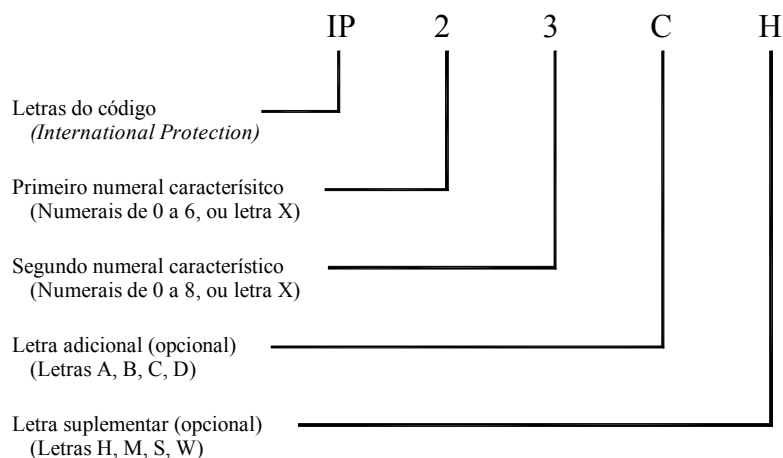 IP 2 3 C H
Letras do código
(International Protection)
Primeiro numeral caracterísitco
(Numerais de 0 a 6, ou letra X)
Segundo numeral característico
(Numerais de 0 a 8, ou letra X)
Letra adicional (opcional)
(Letras A, B, C, D)
Letra suplementar (opcional)
(Letras H, M, S, W)